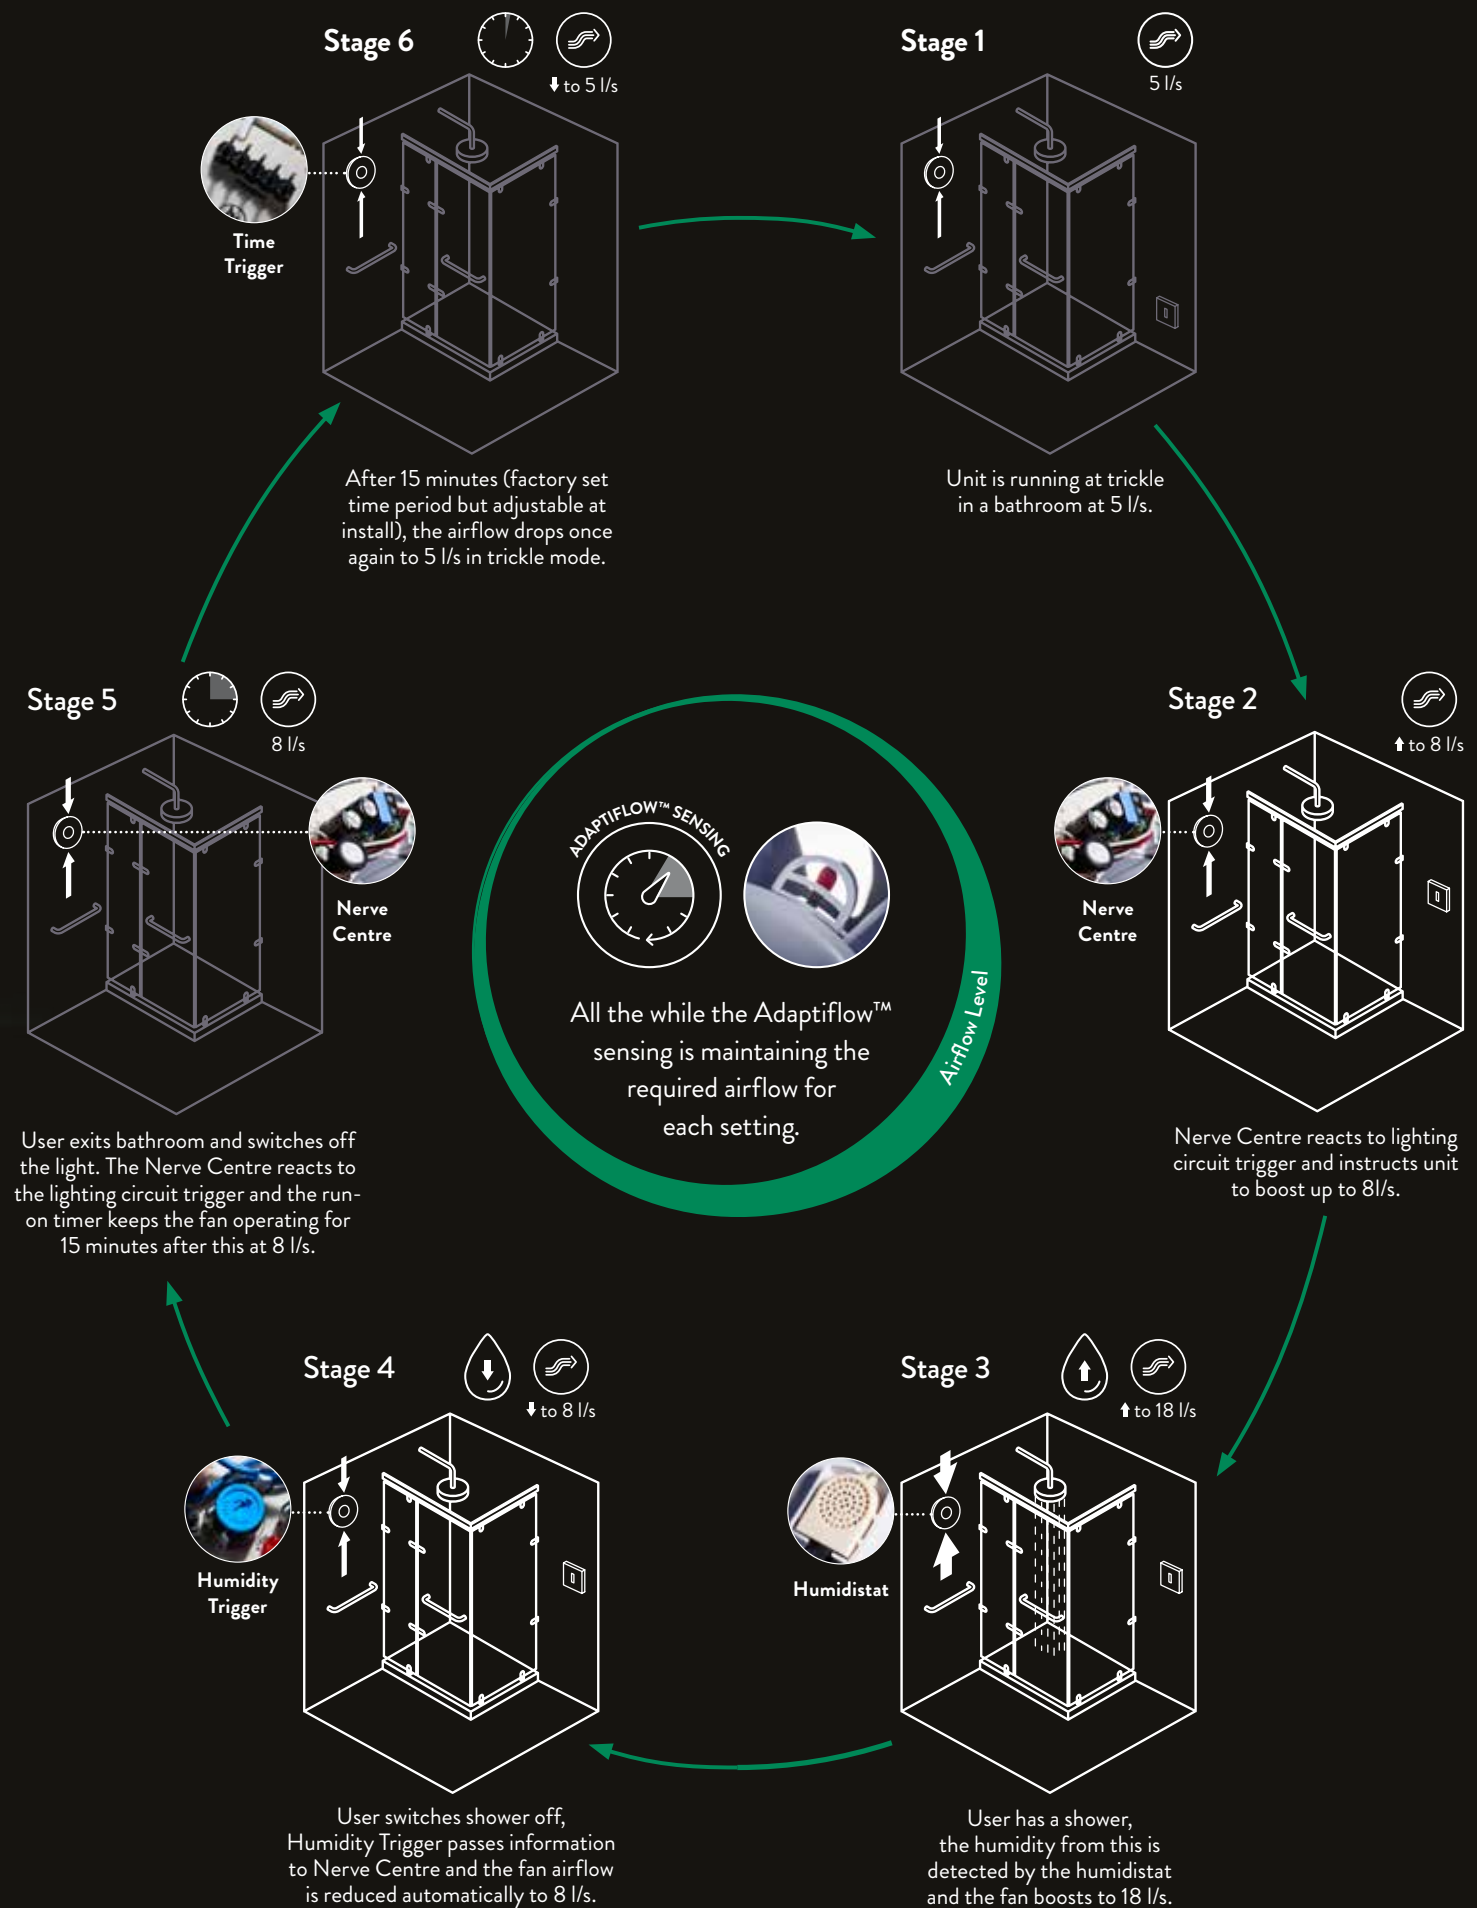 Stage 6
↓ to 5 l/s
Time
Trigger
After 15 minutes (factory set
time period but adjustable at
install), the airflow drops once
again to 5 l/s in trickle mode.
Stage 1
5 l/s
Unit is running at trickle
in a bathroom at 5 l/s.
Stage 2
↑ to 8 l/s
Nerve
Centre
Nerve Centre reacts to lighting
circuit trigger and instructs unit
to boost up to 8l/s.
Stage 3
↑ to 18 l/s
Humidistat
User has a shower,
the humidity from this is
detected by the humidistat
and the fan boosts to 18 l/s.
Stage 4
↓ to 8 l/s
Humidity
Trigger
User switches shower off,
Humidity Trigger passes information
to Nerve Centre and the fan airflow
is reduced automatically to 8 l/s.
Stage 5
8 l/s
Nerve
Centre
User exits bathroom and switches off
the light. The Nerve Centre reacts to
the lighting circuit trigger and the run-
on timer keeps the fan operating for
15 minutes after this at 8 l/s.
ADAPTIFLOW™ SENSING
All the while the Adaptiflow™
sensing is maintaining the
required airflow for
each setting.
Airflow Level